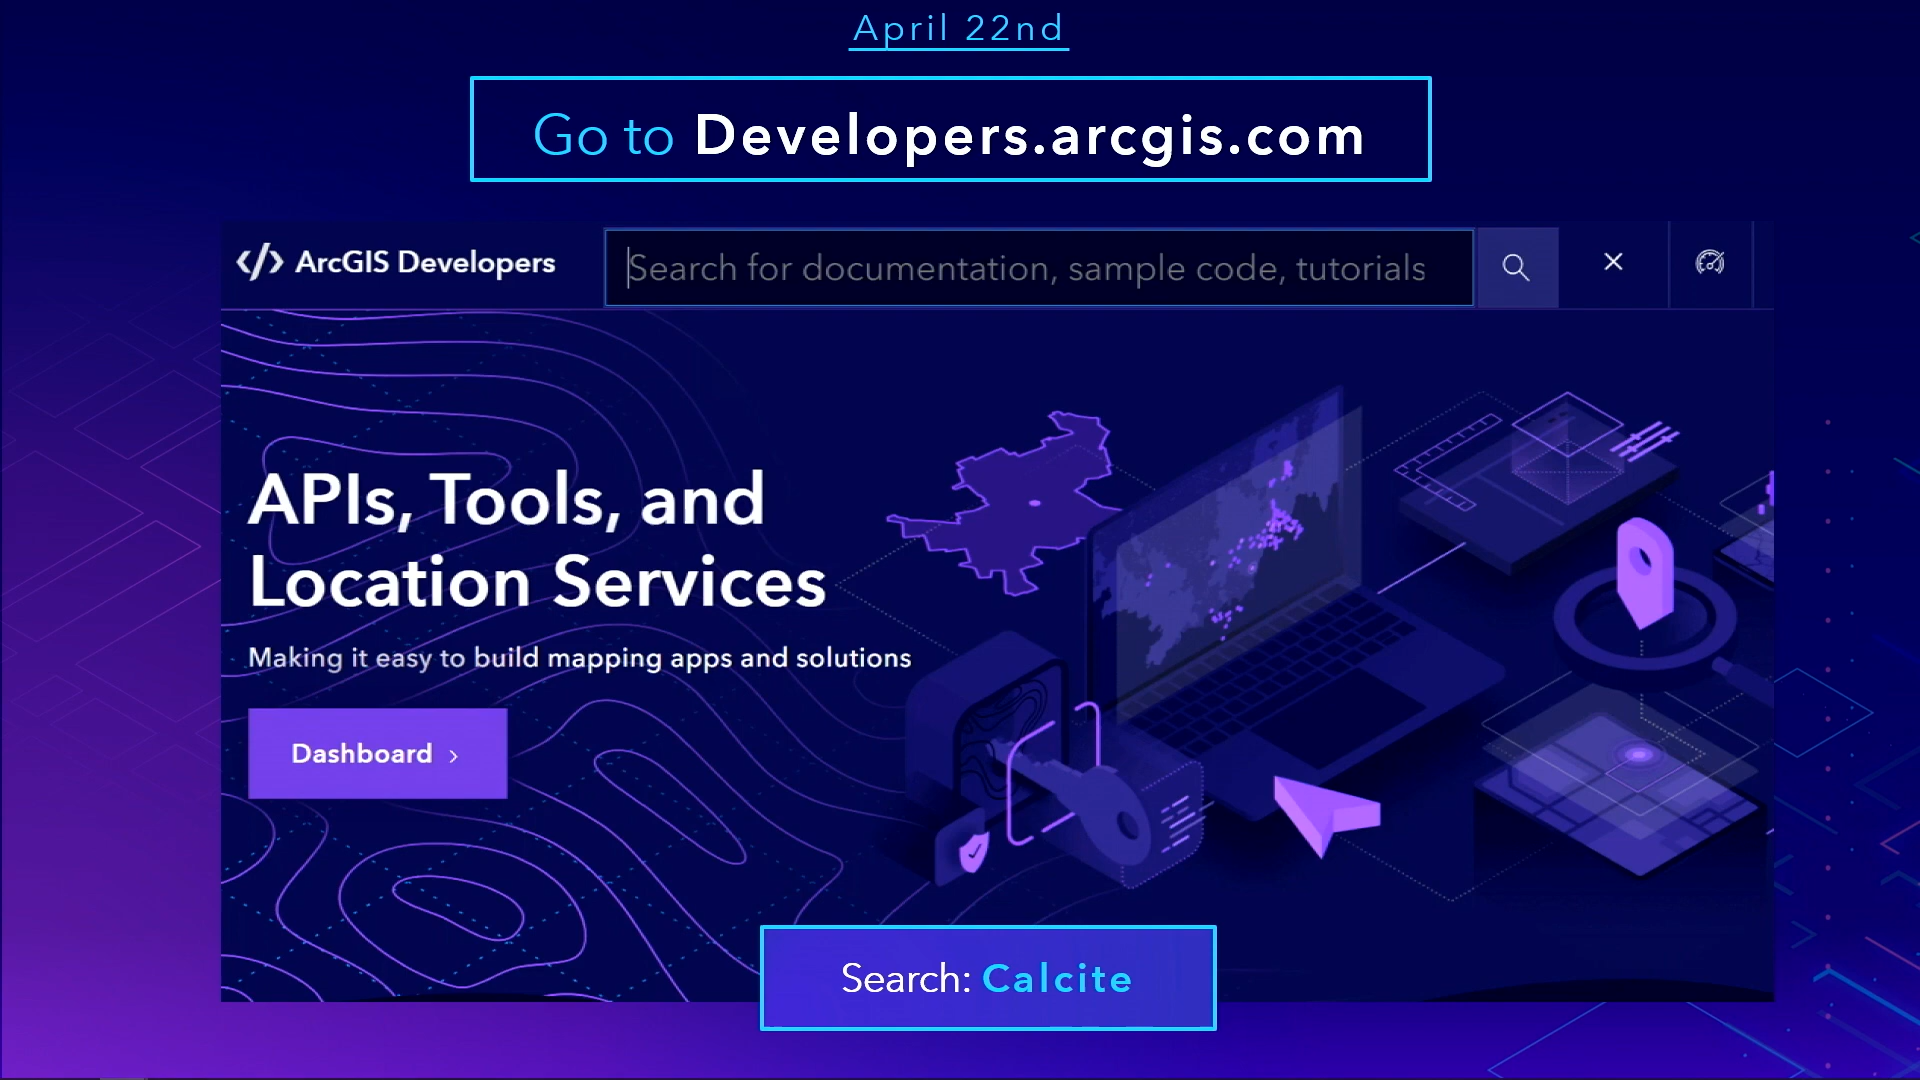 April 22nd
Go to Developers.arcgis.com
</> ArcGIS Developers
Search for documentation, sample code, tutorials
APIs, Tools, and
Location Services
Making it easy to build mapping apps and solutions
Dashboard ›
Search: Calcite